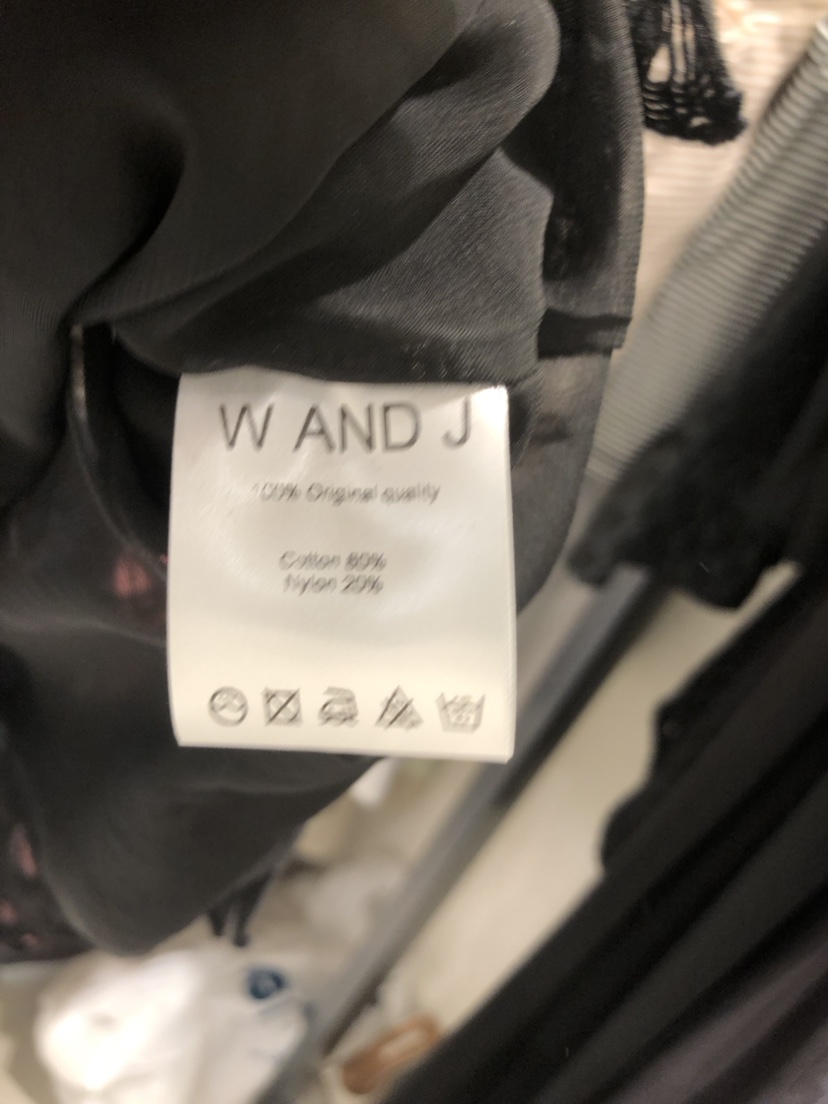 W AND J
100% Original quality
Cotton 80%
Nylon 20%